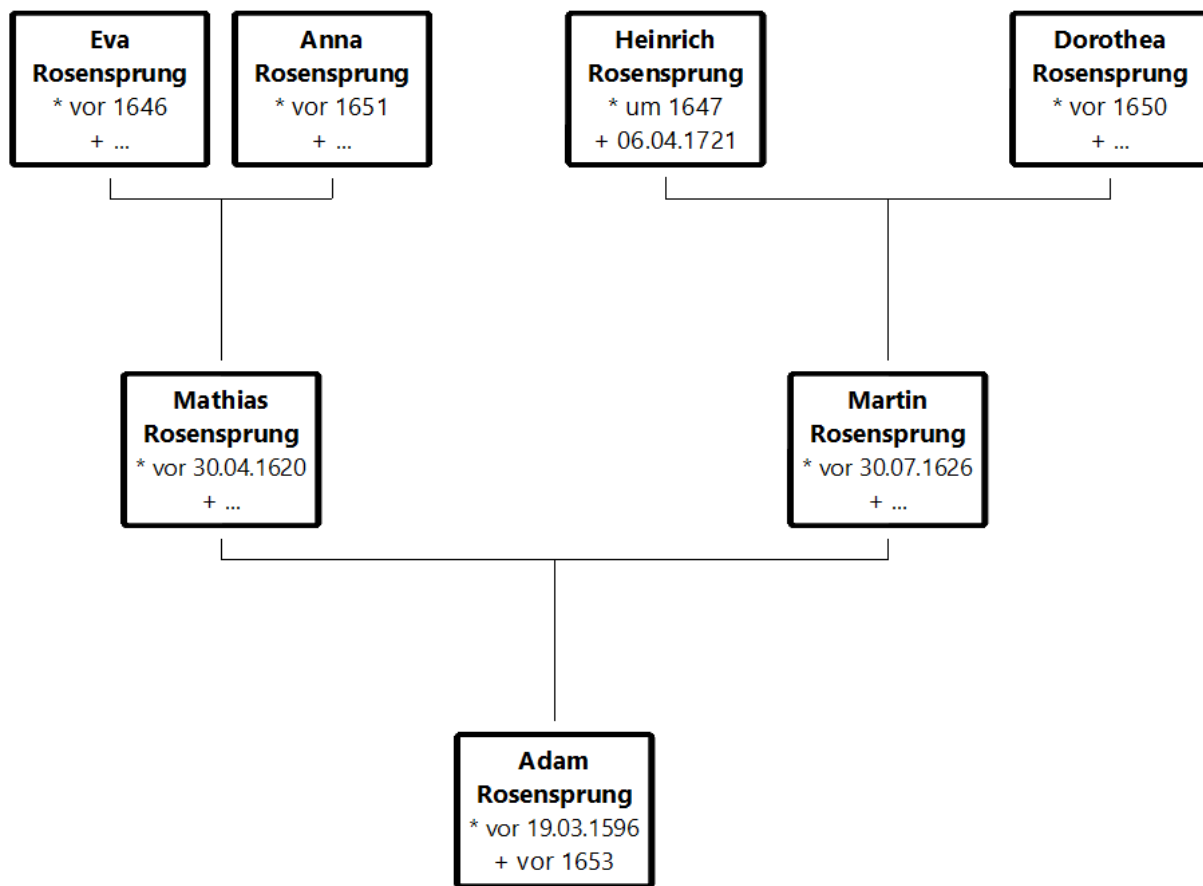 Eva
Rosensprung
* vor 1646
+ ...
Anna
Rosensprung
* vor 1651
+ ...
Heinrich
Rosensprung
* um 1647
+ 06.04.1721
Dorothea
Rosensprung
* vor 1650
+ ...
Mathias
Rosensprung
* vor 30.04.1620
+ ...
Martin
Rosensprung
* vor 30.07.1626
+ ...
Adam
Rosensprung
* vor 19.03.1596
+ vor 1653